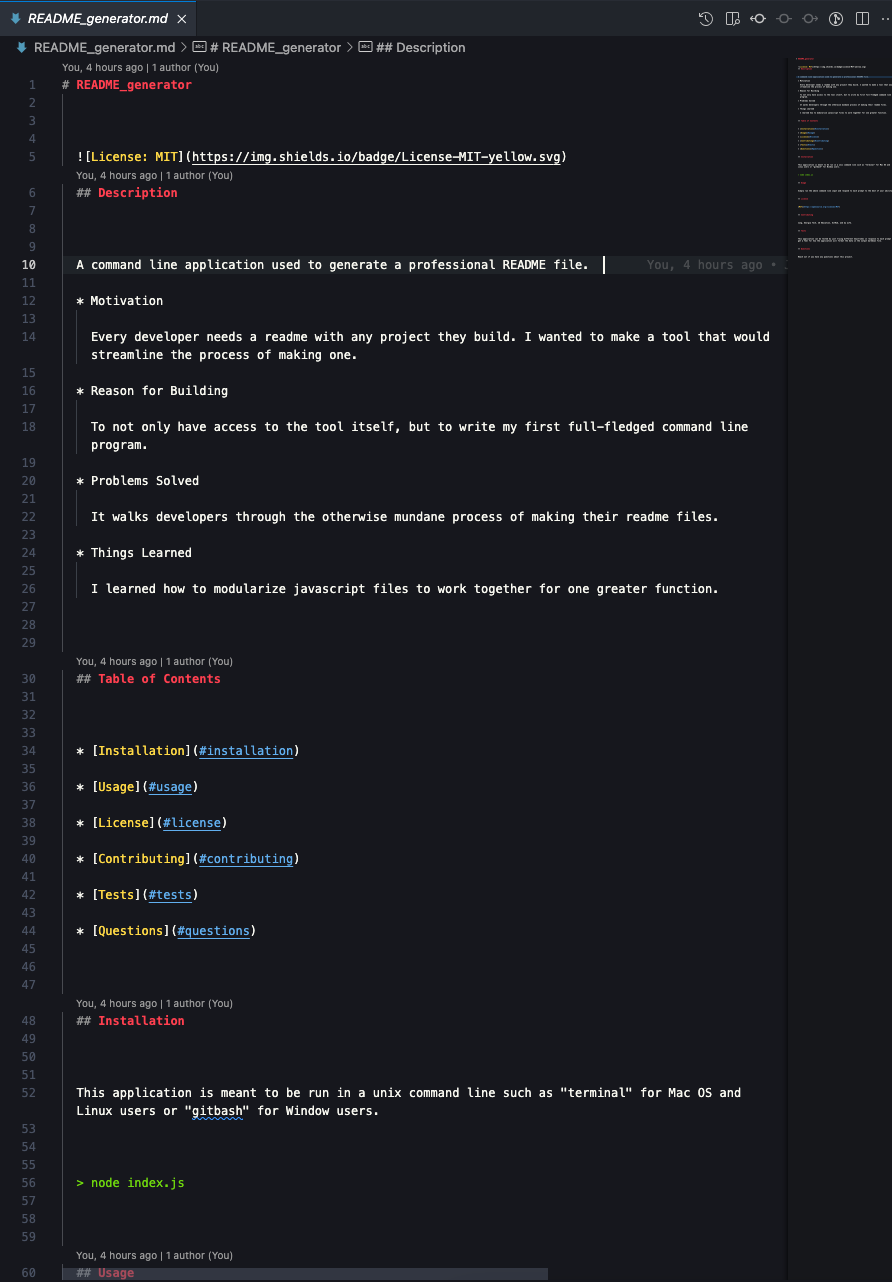 README_generator.md
README_generator.md > # README_generator > ## Description
You, 4 hours ago | 1 author (You)
1 # README_generator
2
3
4
5 ![License: MIT](https://img.shields.io/badge/License-MIT-yellow.svg)
You, 4 hours ago | 1 author (You)
6 ## Description
7
8
9
10 A command line application used to generate a professional README file. You, 4 hours ago •
11
12 * Motivation
13
14 Every developer needs a readme with any project they build. I wanted to make a tool that would
streamline the process of making one.
15
16 * Reason for Building
17
18 To not only have access to the tool itself, but to write my first full-fledged command line
program.
19
20 * Problems Solved
21
22 It walks developers through the otherwise mundane process of making their readme files.
23
24 * Things Learned
25
26 I learned how to modularize javascript files to work together for one greater function.
27
28
29
You, 4 hours ago | 1 author (You)
30 ## Table of Contents
31
32
33
34 * [Installation](#installation)
35
36 * [Usage](#usage)
37
38 * [License](#license)
39
40 * [Contributing](#contributing)
41
42 * [Tests](#tests)
43
44 * [Questions](#questions)
45
46
47
You, 4 hours ago | 1 author (You)
48 ## Installation
49
50
51
52 This application is meant to be run in a unix command line such as "terminal" for Mac OS and
Linux users or "gitbash" for Window users.
53
54
55
56 > node index.js
57
58
59
You, 4 hours ago | 1 author (You)
60 ## Usage